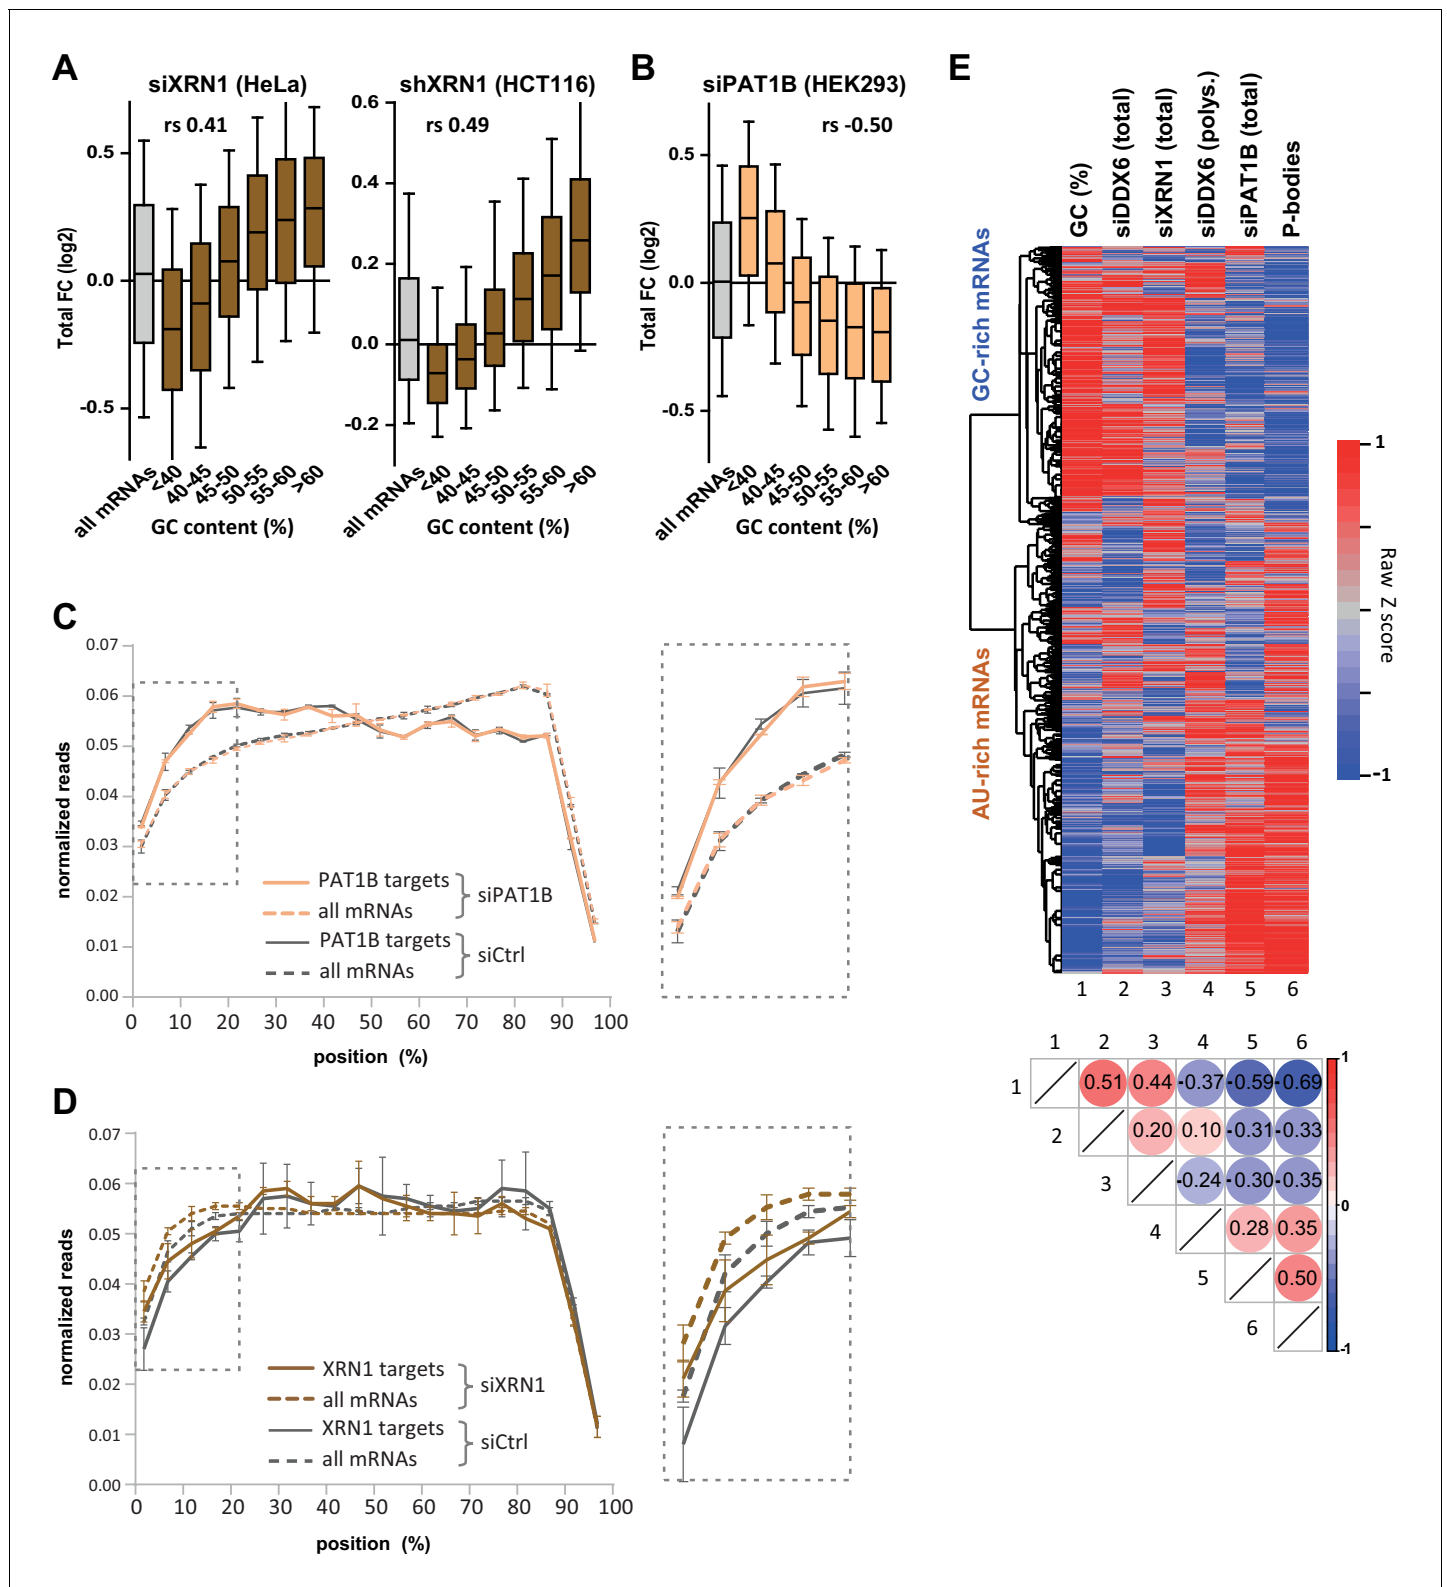 A
siXRN1 (HeLa)
rs 0.41
Total FC (log2)
0.5
0.0
-0.5
all mRNAs
<40
40-45
45-50
50-55
55-60
>60
GC content (%)
shXRN1 (HCT116)
rs 0.49
0.6
0.4
0.2
0.0
-0.2
all mRNAs
<40
40-45
45-50
50-55
55-60
>60
GC content (%)
B
siPAT1B (HEK293)
rs -0.50
Total FC (log2)
0.5
0.0
-0.5
all mRNAs
<40
40-45
45-50
50-55
55-60
>60
GC content (%)
C
normalized reads
0.07
0.06
0.05
0.04
0.03
0.02
0.01
0.00
0 10 20 30 40 50 60 70 80 90 100
position (%)
PAT1B targets
all mRNAs
siPAT1B
PAT1B targets
all mRNAs
siCtrl
D
normalized reads
0.07
0.06
0.05
0.04
0.03
0.02
0.01
0.00
0 10 20 30 40 50 60 70 80 90 100
position (%)
XRN1 targets
all mRNAs
siXRN1
XRN1 targets
all mRNAs
siCtrl
E
GC (%)
siDDX6 (total)
siXRN1 (total)
siDDX6 (polys.)
siPAT1B (total)
P-bodies
GC-rich mRNAs
AU-rich mRNAs
1
-1
Raw Z score
1 2 3 4 5 6
1 2 3 4 5 6
1 0.51 0.44 -0.37 -0.59 -0.69
2 0.20 0.10 -0.31 -0.33
3 -0.24 -0.30 -0.35
4 0.28 0.35
5 0.50
6
1
0
-1